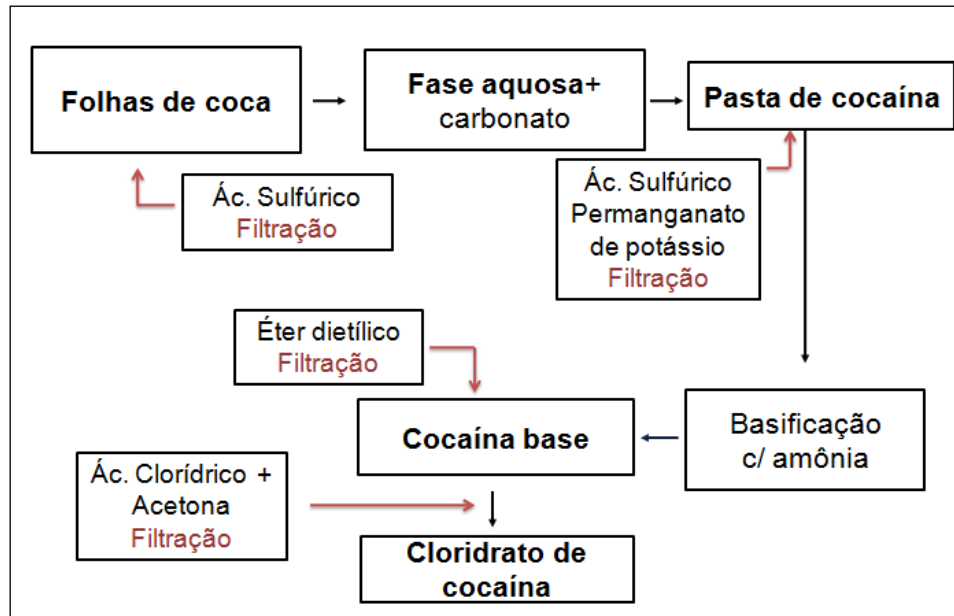 Folhas de coca
Fase aquosa+
carbonato
Pasta de cocaína
Ác. Sulfúrico
Filtração
Ác. Sulfúrico
Permanganato
de potássio
Filtração
Éter dietílico
Filtração
Cocaína base
Basificação
c/ amônia
Ác. Clorídrico +
Acetona
Filtração
Cloridrato de
cocaína